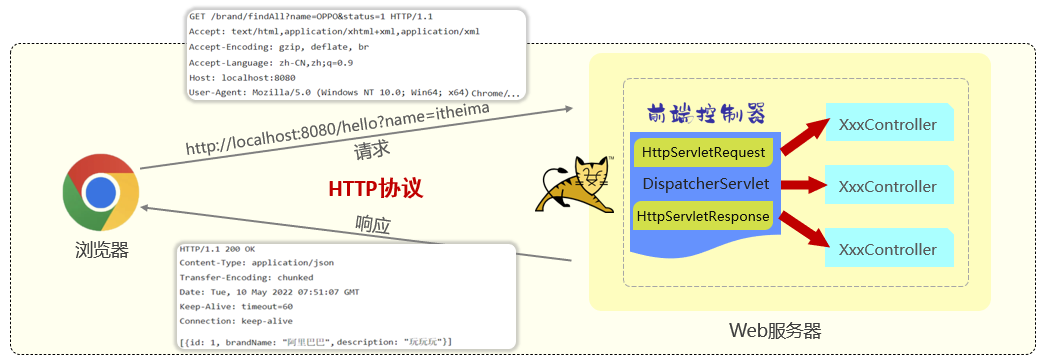 GET /brand/findAll?name=OPPO&status=1 HTTP/1.1
Accept: text/html,application/xhtml+xml,application/xml
Accept-Encoding: gzip, deflate, br
Accept-Language: zh-CN,zh;q=0.9
Host: localhost:8080
User-Agent: Mozilla/5.0 (Windows NT 10.0; Win64; x64) Chrome/...
http://localhost:8080/hello?name=itheima
请求
HTTP协议
浏览器
响应
HTTP/1.1 200 OK
Content-Type: application/json
Transfer-Encoding: chunked
Date: Tue, 10 May 2022 07:51:07 GMT
Keep-Alive: timeout=60
Connection: keep-alive
[{id: 1, brandName: "阿里巴巴",description: "玩玩玩"}]
TM
前端控制器
HttpServletRequest
DispatcherServlet
HttpServletResponse
XxxController
XxxController
XxxController
Web服务器